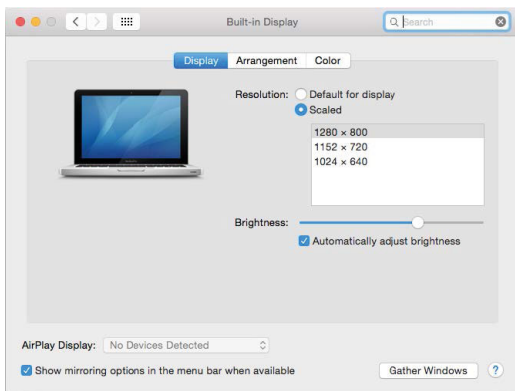 Built-in Display
Search
Display Arrangement Color
Resolution: Default for display
Scaled
1280 × 800
1152 × 720
1024 × 640
Brightness:
Automatically adjust brightness
AirPlay Display: No Devices Detected
Show mirroring options in the menu bar when available
Gather Windows ?